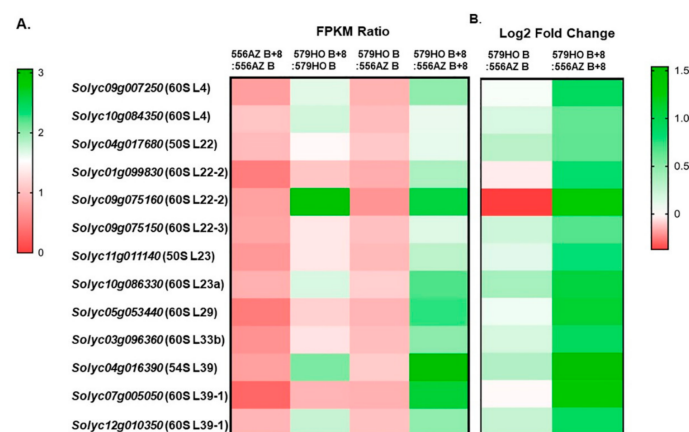 A.
FPKM Ratio
556AZ B+8 579HO B+8 579HO B 579HO B+8
:556AZ B :579HO B :556AZ B :556AZ B+8
3
2
1
0
Solyc09g007250 (60S L4)
Solyc10g084350 (60S L4)
Solyc04g017680 (50S L22)
Solyc01g099830 (60S L22-2)
Solyc09g075160 (60S L22-2)
Solyc09g075150 (60S L22-3)
Solyc11g011140 (50S L23)
Solyc10g086330 (60S L23a)
Solyc05g053440 (60S L29)
Solyc03g096360 (60S L33b)
Solyc04g016390 (54S L39)
Solyc07g005050 (60S L39-1)
Solyc12g010350 (60S L39-1)
B.
Log2 Fold Change
579HO B 579HO B+8
:556AZ B :556AZ B+8
1.5
1.0
0.5
0